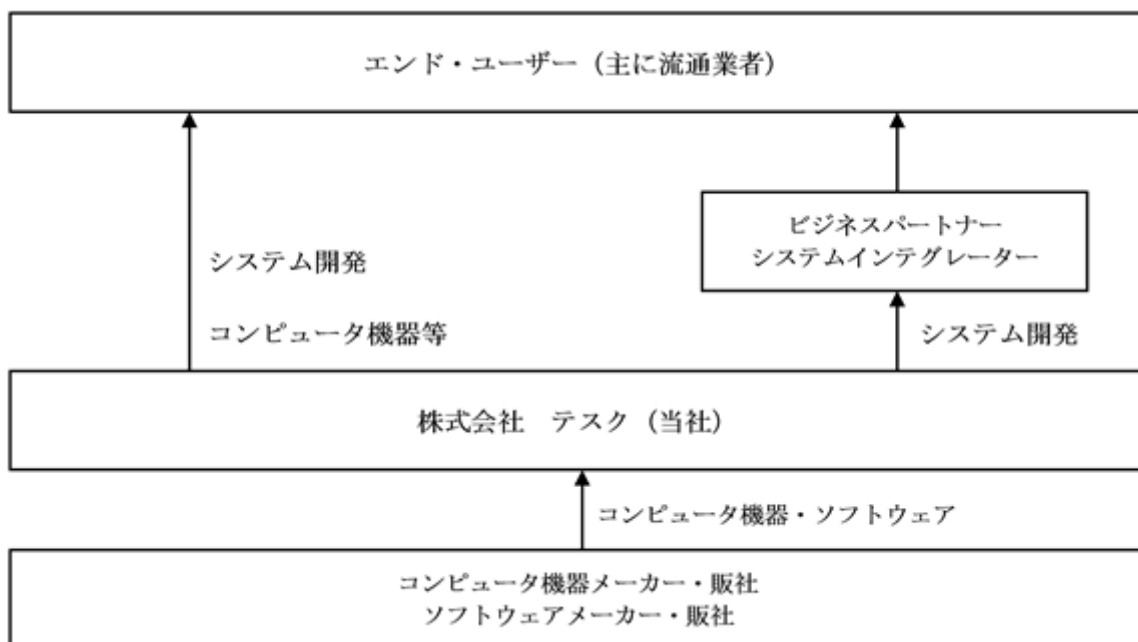 エンド・ユーザー（主に流通業者）
ビジネスパートナー
システムインテグレーター
システム開発
コンピュータ機器等
システム開発
株式会社　テスク（当社）
コンピュータ機器・ソフトウェア
コンピュータ機器メーカー・販社
ソフトウェアメーカー・販社